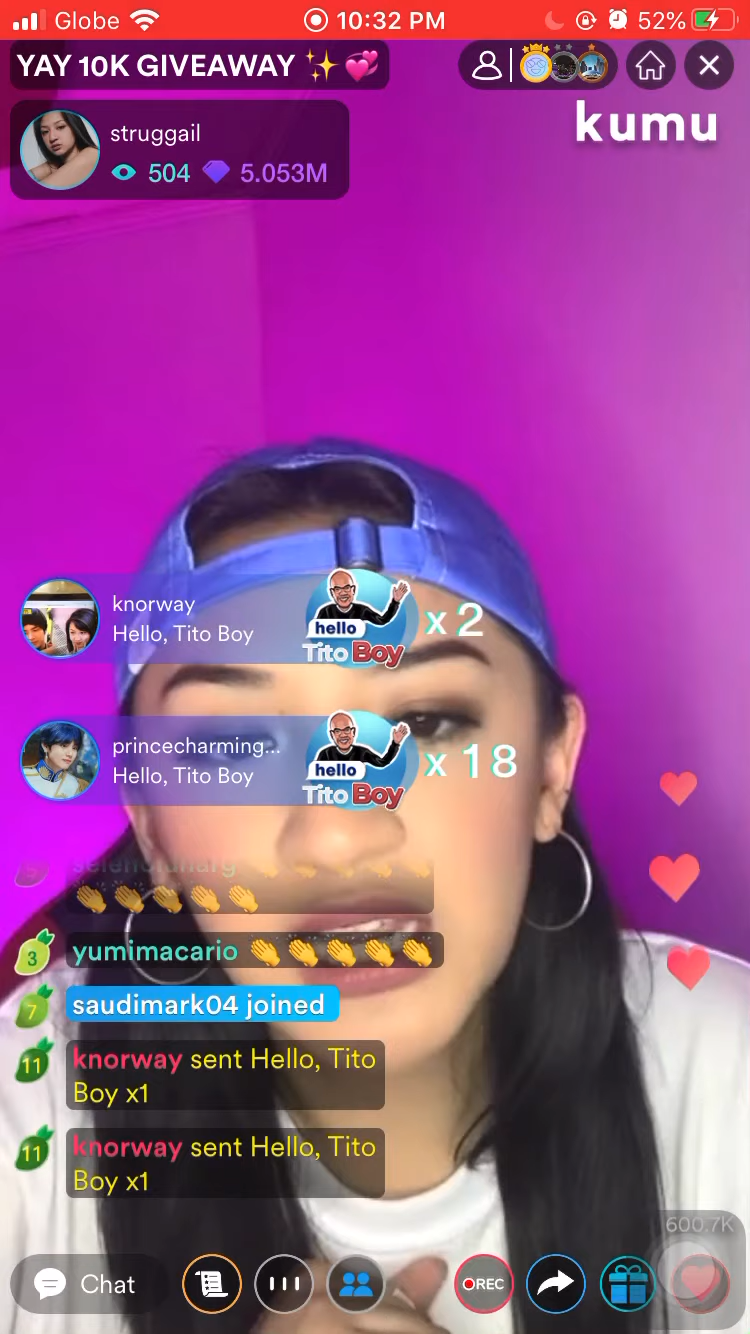 Globe 10:32 PM 52%
YAY 10K GIVEAWAY ✨💞
kumu
struggail
504 5.053M
knorway
Hello, Tito Boy
hello
Tito Boy
x 2
princecharming...
Hello, Tito Boy
hello
Tito Boy
x 18
👏👏👏👏👏
3 yumimacario 👏👏👏👏👏
7 saudimark04 joined
11 knorway sent Hello, Tito
Boy x1
11 knorway sent Hello, Tito
Boy x1
600.7K
Chat
REC